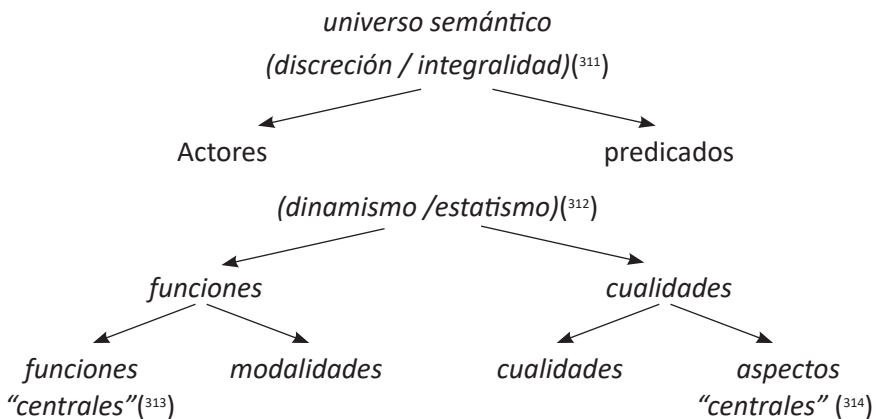 universo semántico
(discreción / integralidad)(311)
Actores predicados
(dinamismo /estatismo)(312)
funciones cualidades
funciones modalidades cualidades aspectos
“centrales”(313) “centrales” (314)